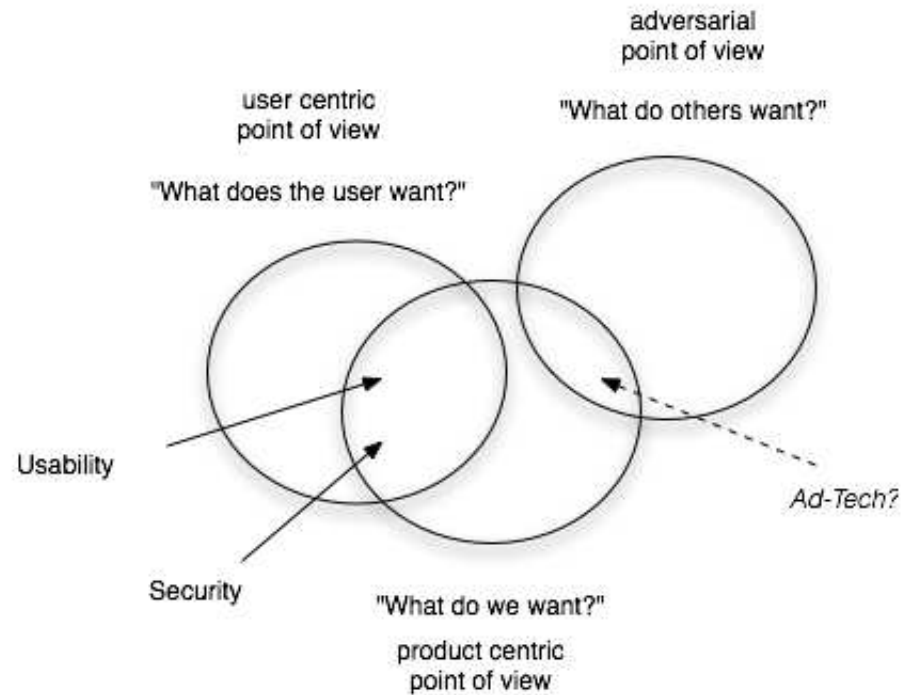 adversarial
point of view
"What do others want?"
user centric
point of view
"What does the user want?"
Usability
Security
Ad-Tech?
"What do we want?"
product centric
point of view